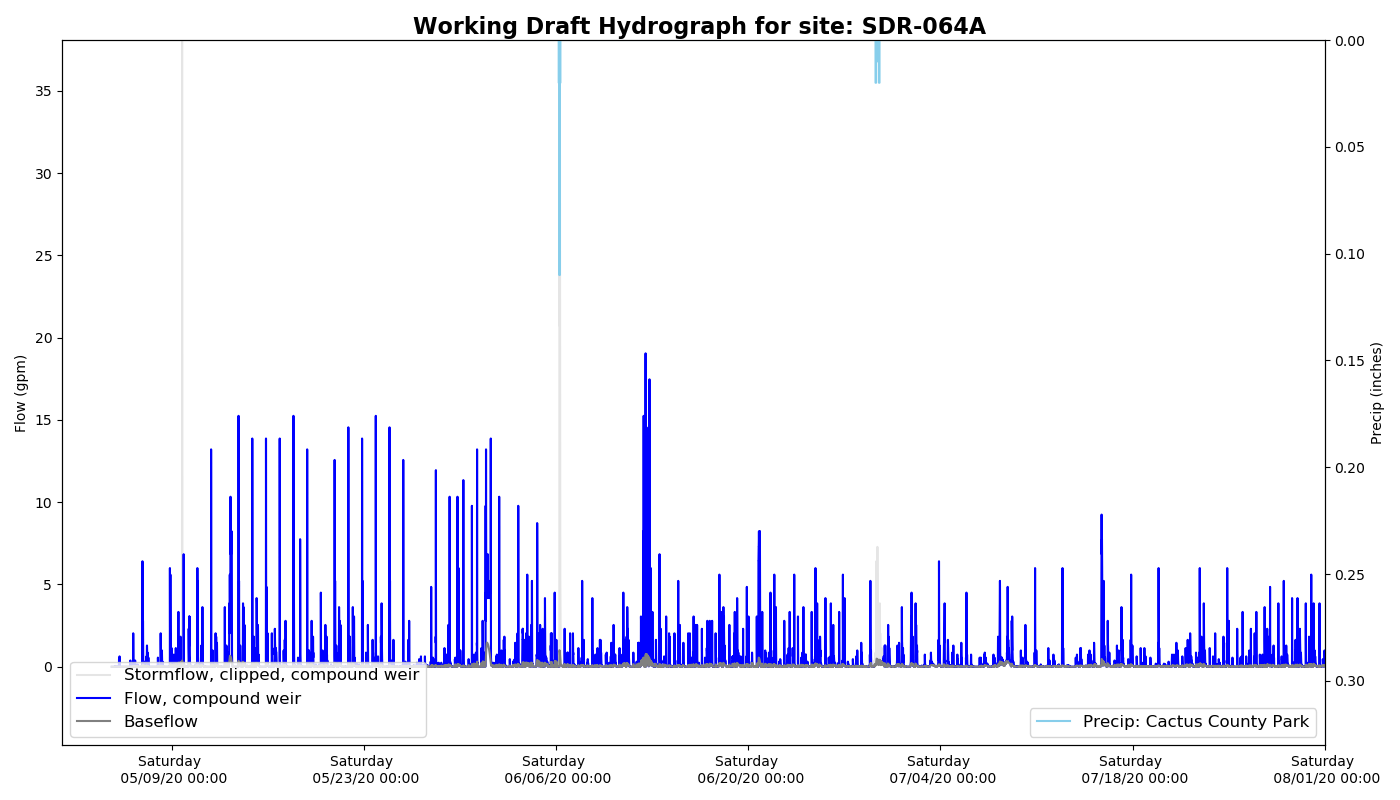 Working Draft Hydrograph for site: SDR-064A
Flow (gpm)
35
30
25
20
15
10
5
0
0.00
0.05
0.10
0.15
0.20
0.25
0.30
Precip (inches)
Stormflow, clipped, compound weir
Flow, compound weir
Baseflow
Precip: Cactus County Park
Saturday
05/09/20 00:00
Saturday
05/23/20 00:00
Saturday
06/06/20 00:00
Saturday
06/20/20 00:00
Saturday
07/04/20 00:00
Saturday
07/18/20 00:00
Saturday
08/01/20 00:00